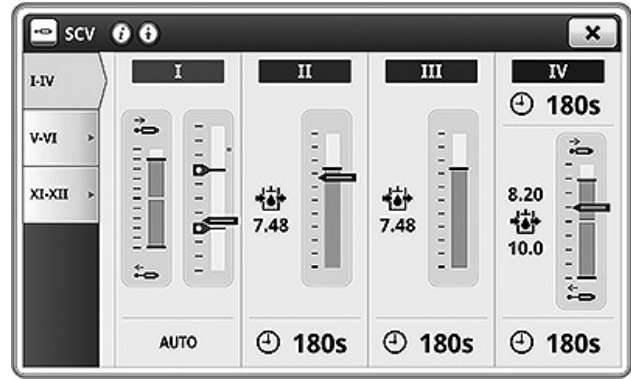 SCV
I-IV
V-VI
XI-XII
I
AUTO
II
7.48
180s
III
7.48
180s
IV
180s
8.20
10.0
180s